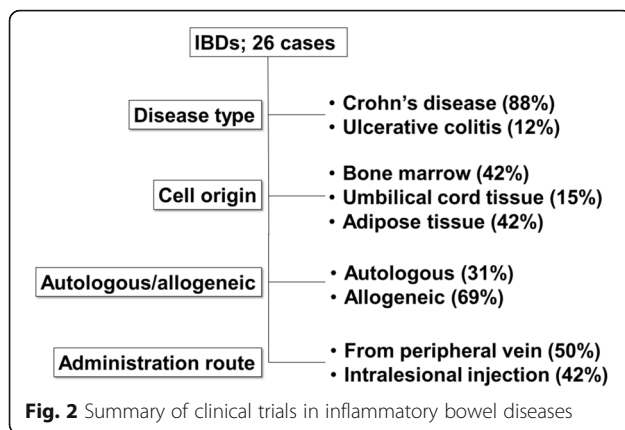 IBDs; 26 cases
Disease type
• Crohn's disease (88%)
• Ulcerative colitis (12%)
Cell origin
• Bone marrow (42%)
• Umbilical cord tissue (15%)
• Adipose tissue (42%)
Autologous/allogeneic
• Autologous (31%)
• Allogeneic (69%)
Administration route
• From peripheral vein (50%)
• Intralesional injection (42%)
Fig. 2 Summary of clinical trials in inflammatory bowel diseases